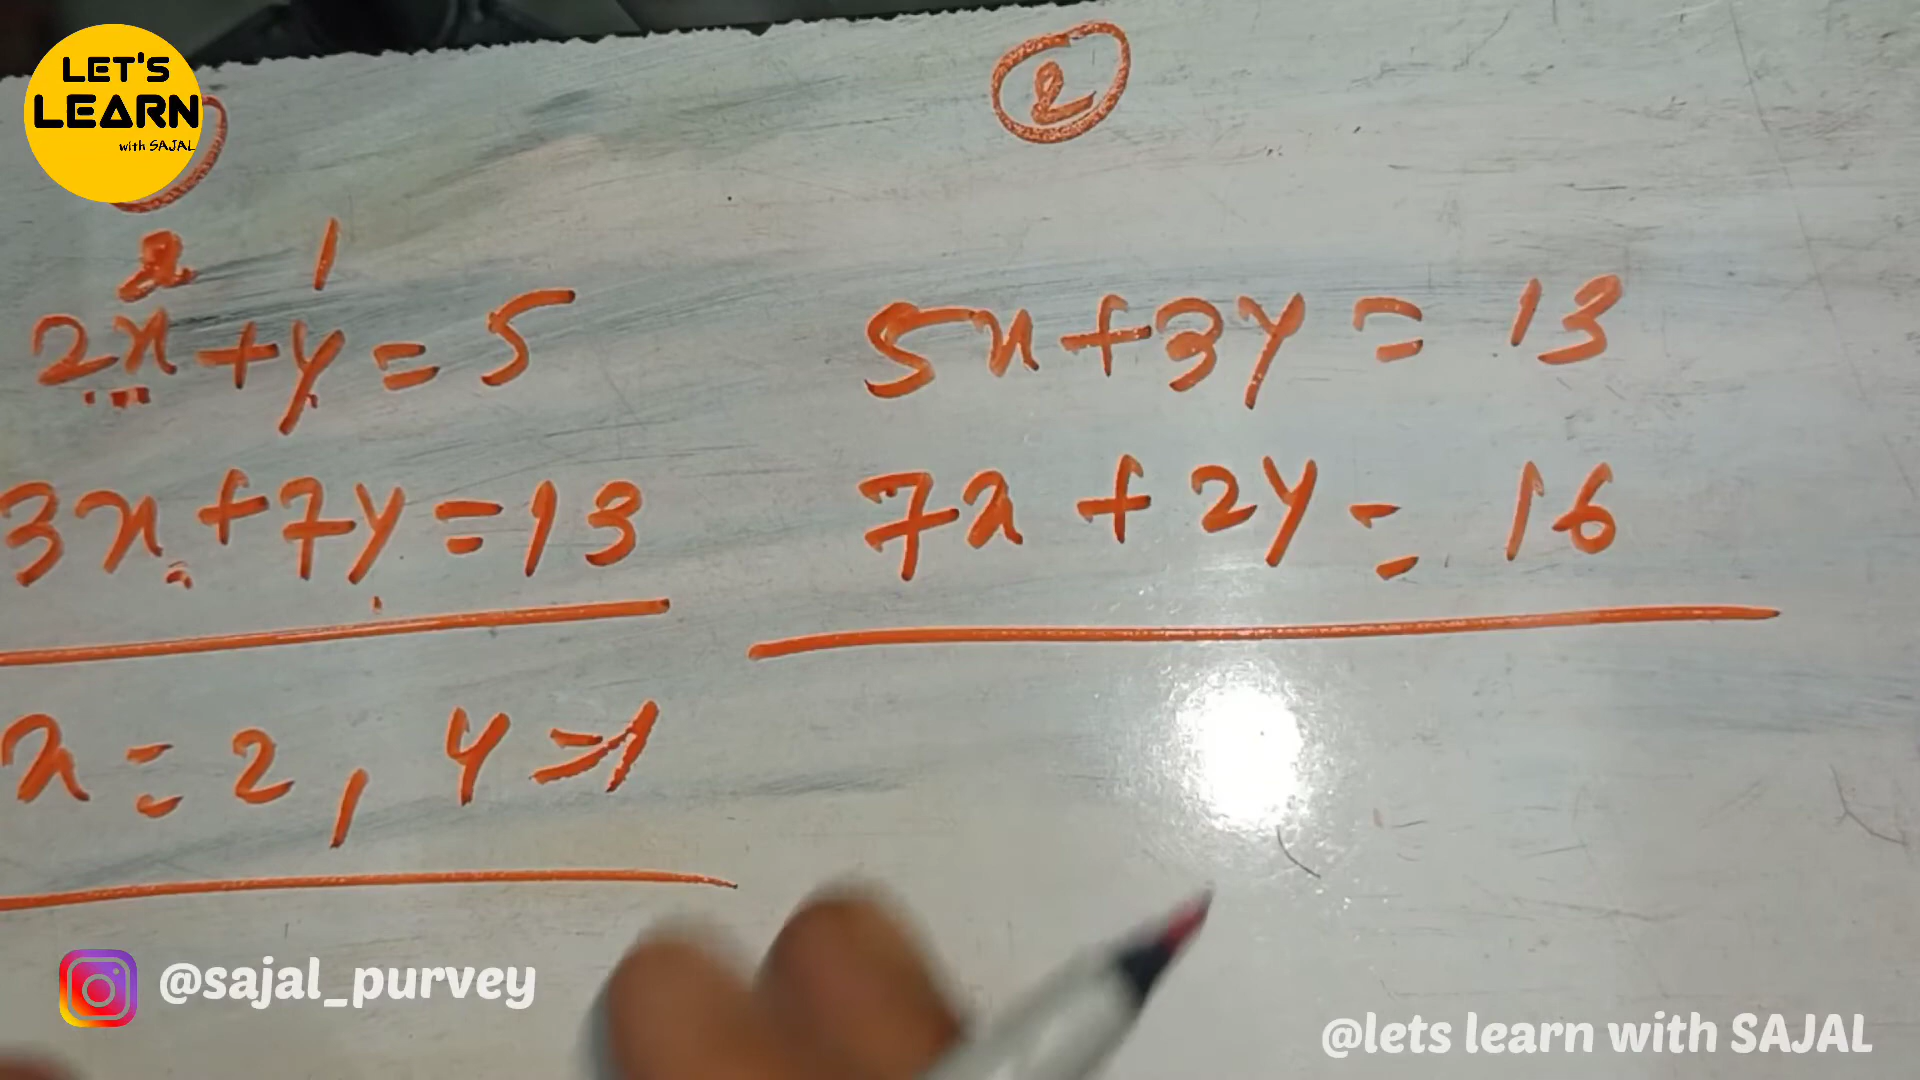 LET'S
LEARN
with SAJAL
2 1
2x+y=5
3x+7y=13
x=2, y=1
2
5x+3y=13
7x+2y=16
@sajal_purvey
@lets learn with SAJAL